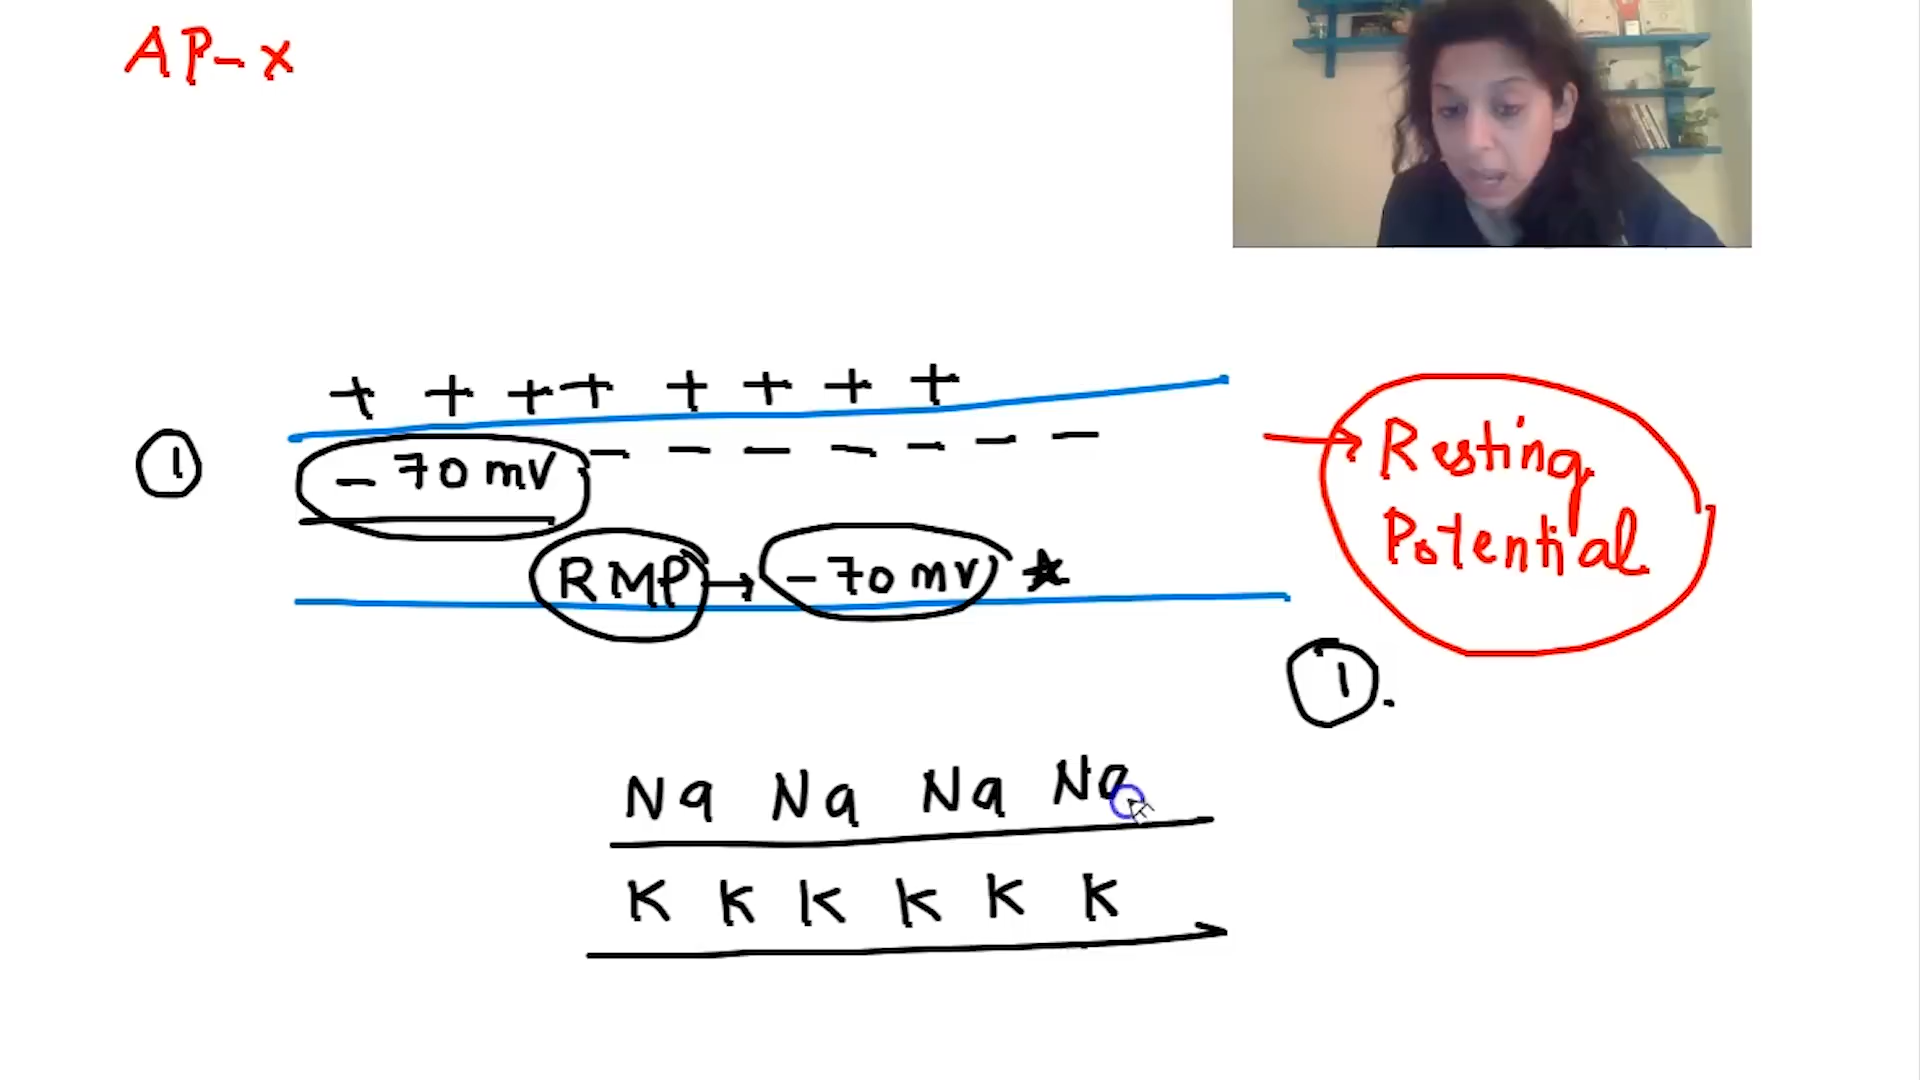 AP- x
+ + + + + + + +
- - - - - - -
①
- 70 mV
RMP → - 70 mV ★
→ Resting
Potential
①.
Na Na Na Na
K K K K K K